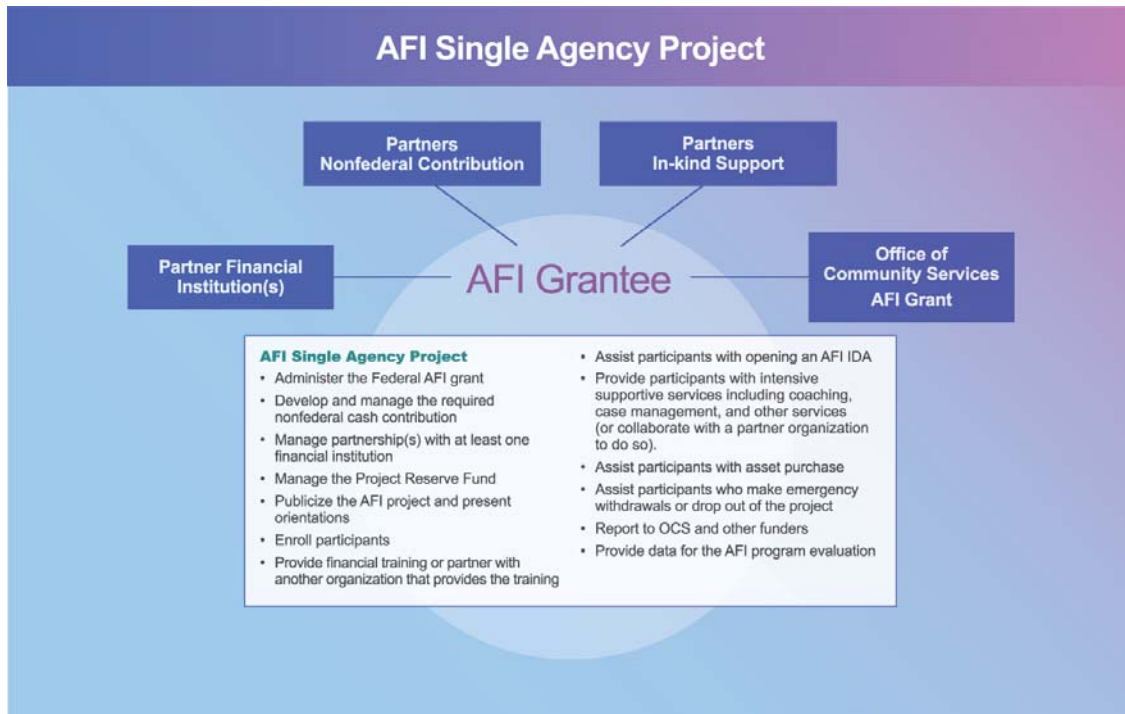 AFI Single Agency Project
Partners
Nonfederal Contribution
Partners
In-kind Support
Partner Financial
Institution(s)
AFI Grantee
Office of
Community Services
AFI Grant
AFI Single Agency Project
• Administer the Federal AFI grant
• Develop and manage the required
nonfederal cash contribution
• Manage partnership(s) with at least one
financial institution
• Manage the Project Reserve Fund
• Publicize the AFI project and present
orientations
• Enroll participants
• Provide financial training or partner with
another organization that provides the training
• Assist participants with opening an AFI IDA
• Provide participants with intensive
supportive services including coaching,
case management, and other services
(or collaborate with a partner organization
to do so).
• Assist participants with asset purchase
• Assist participants who make emergency
withdrawals or drop out of the project
• Report to OCS and other funders
• Provide data for the AFI program evaluation